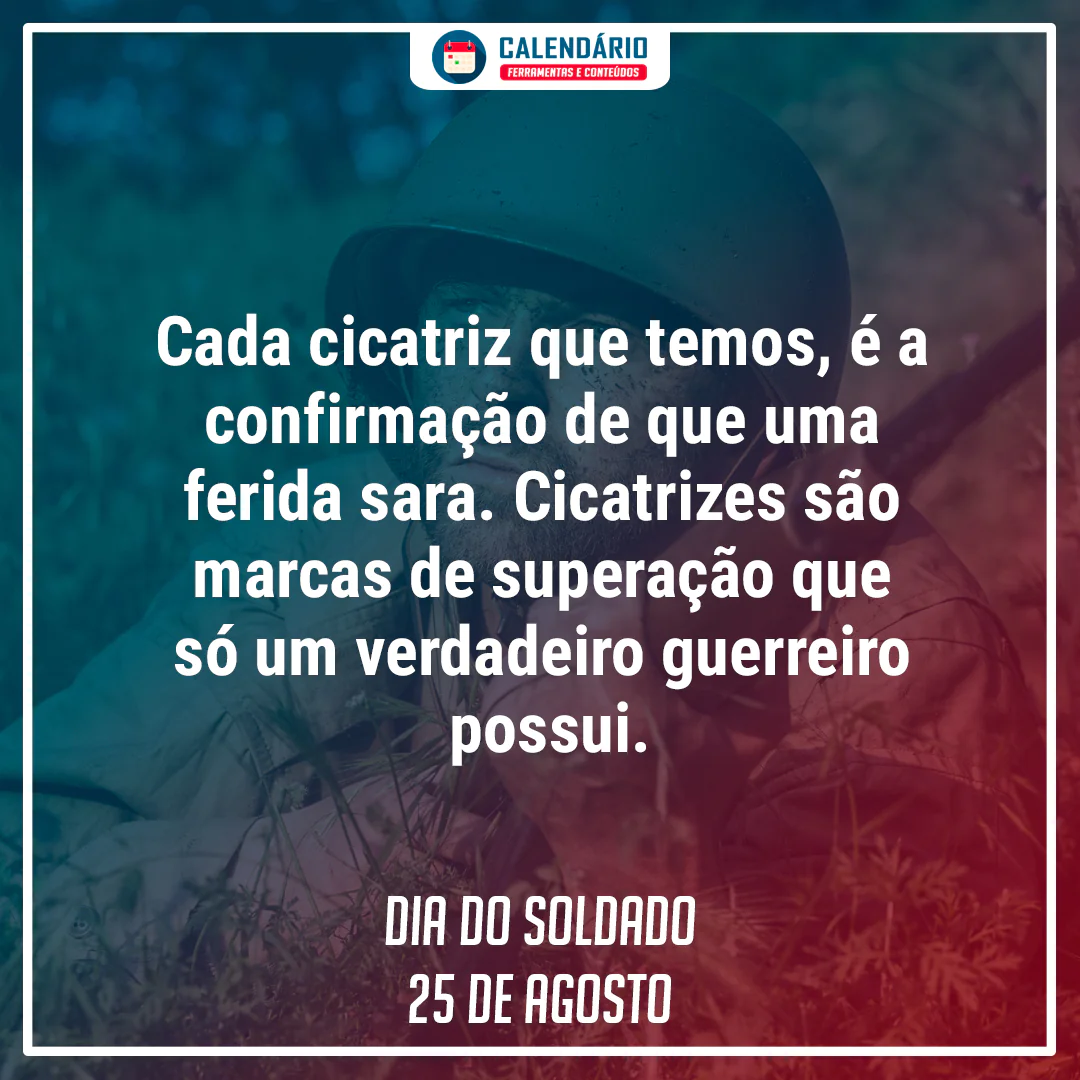 CALENDÁRIO
FERRAMENTAS E CONTEÚDOS
Cada cicatriz que temos, é a
confirmação de que uma
ferida sara. Cicatrizes são
marcas de superação que
só um verdadeiro guerreiro
possui.
DIA DO SOLDADO
25 DE AGOSTO